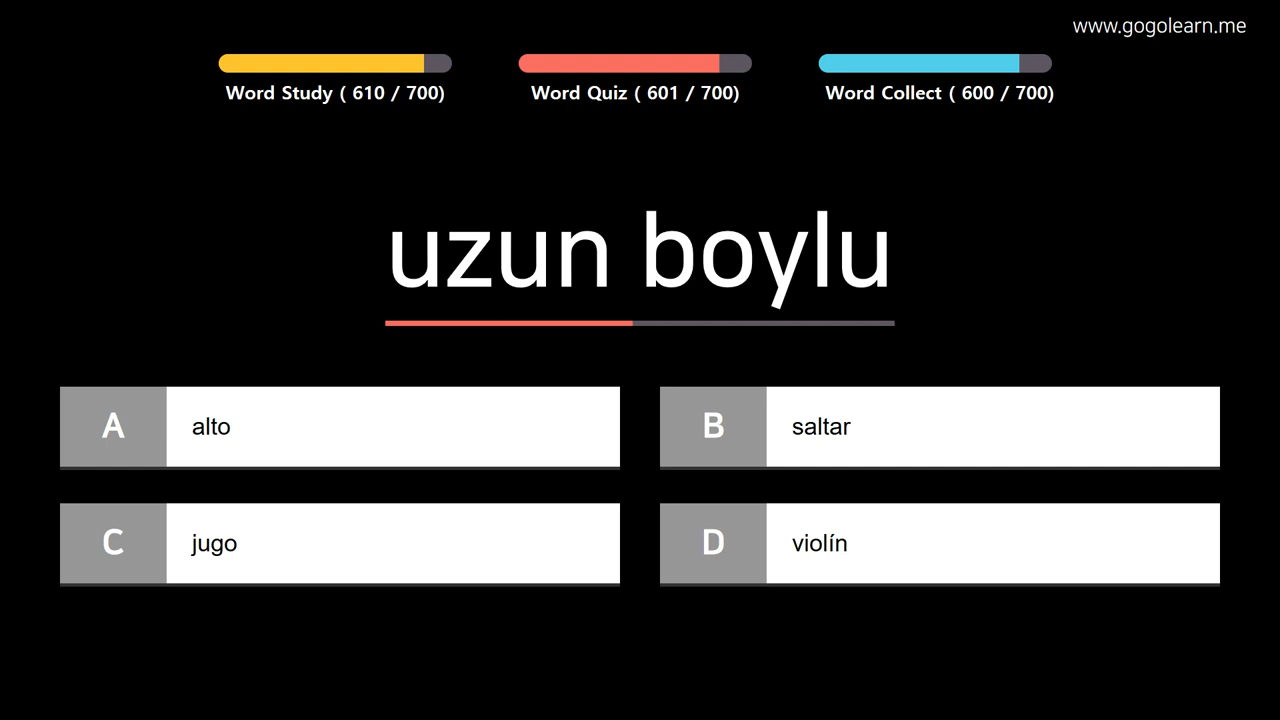 www.gogolearn.me
Word Study ( 610 / 700)
Word Quiz ( 601 / 700)
Word Collect ( 600 / 700)
uzun boylu
A
alto
B
saltar
C
jugo
D
violín